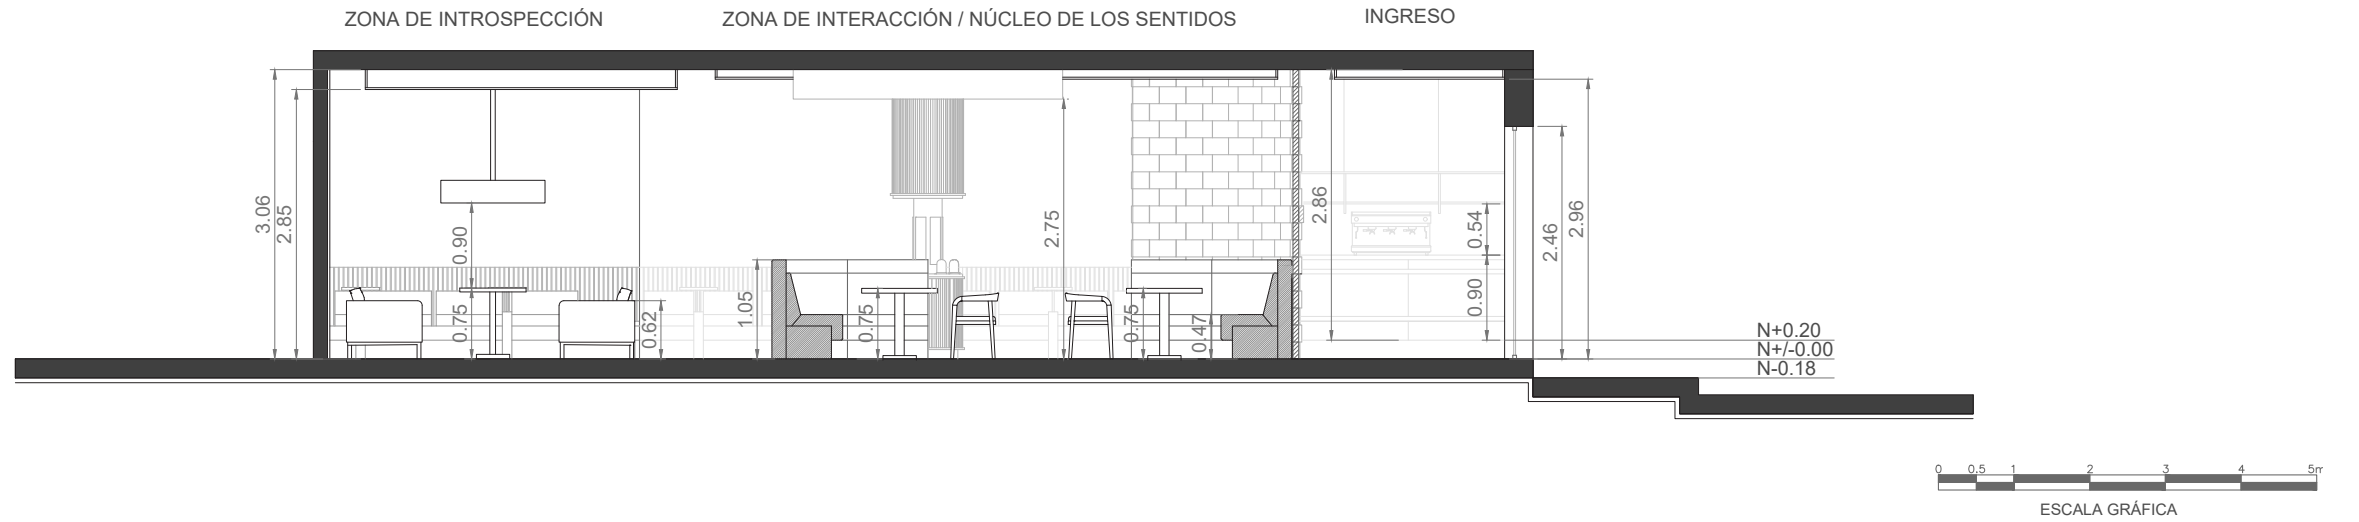 ZONA DE INTROSPECCIÓN
ZONA DE INTERACCIÓN / NÚCLEO DE LOS SENTIDOS
INGRESO
3.06
2.85
0.90
0.75
0.62
1.05
0.75
2.75
0.75
0.47
2.86
0.54
0.90
2.46
2.96
N+0.20
N+/-0.00
N-0.18
0 0.5 1 2 3 4 5m
ESCALA GRÁFICA